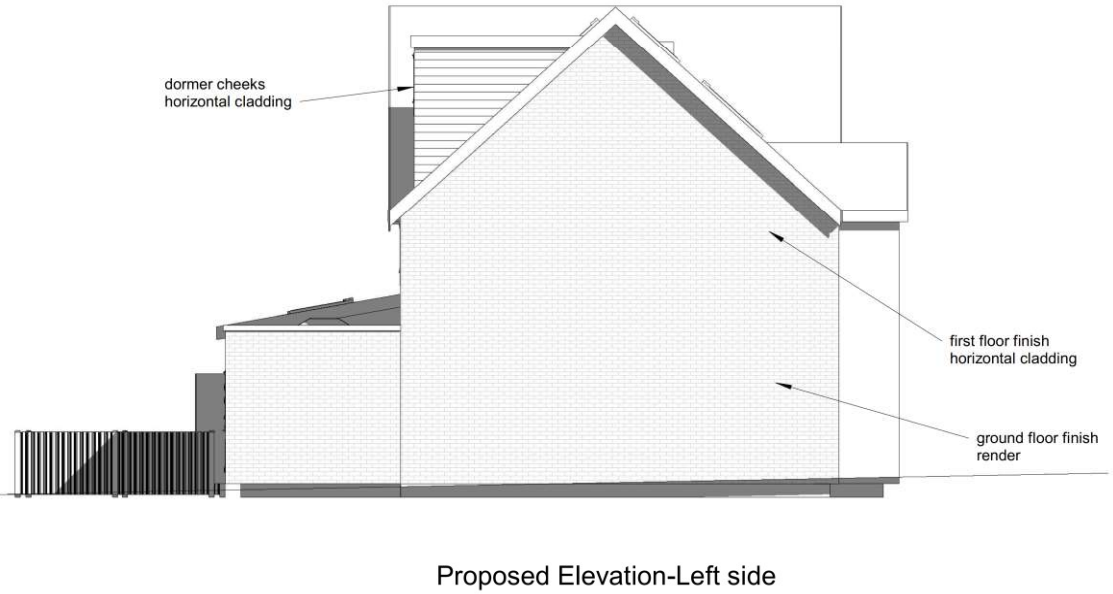 dormer cheeks
horizontal cladding
first floor finish
horizontal cladding
ground floor finish
render
Proposed Elevation-Left side